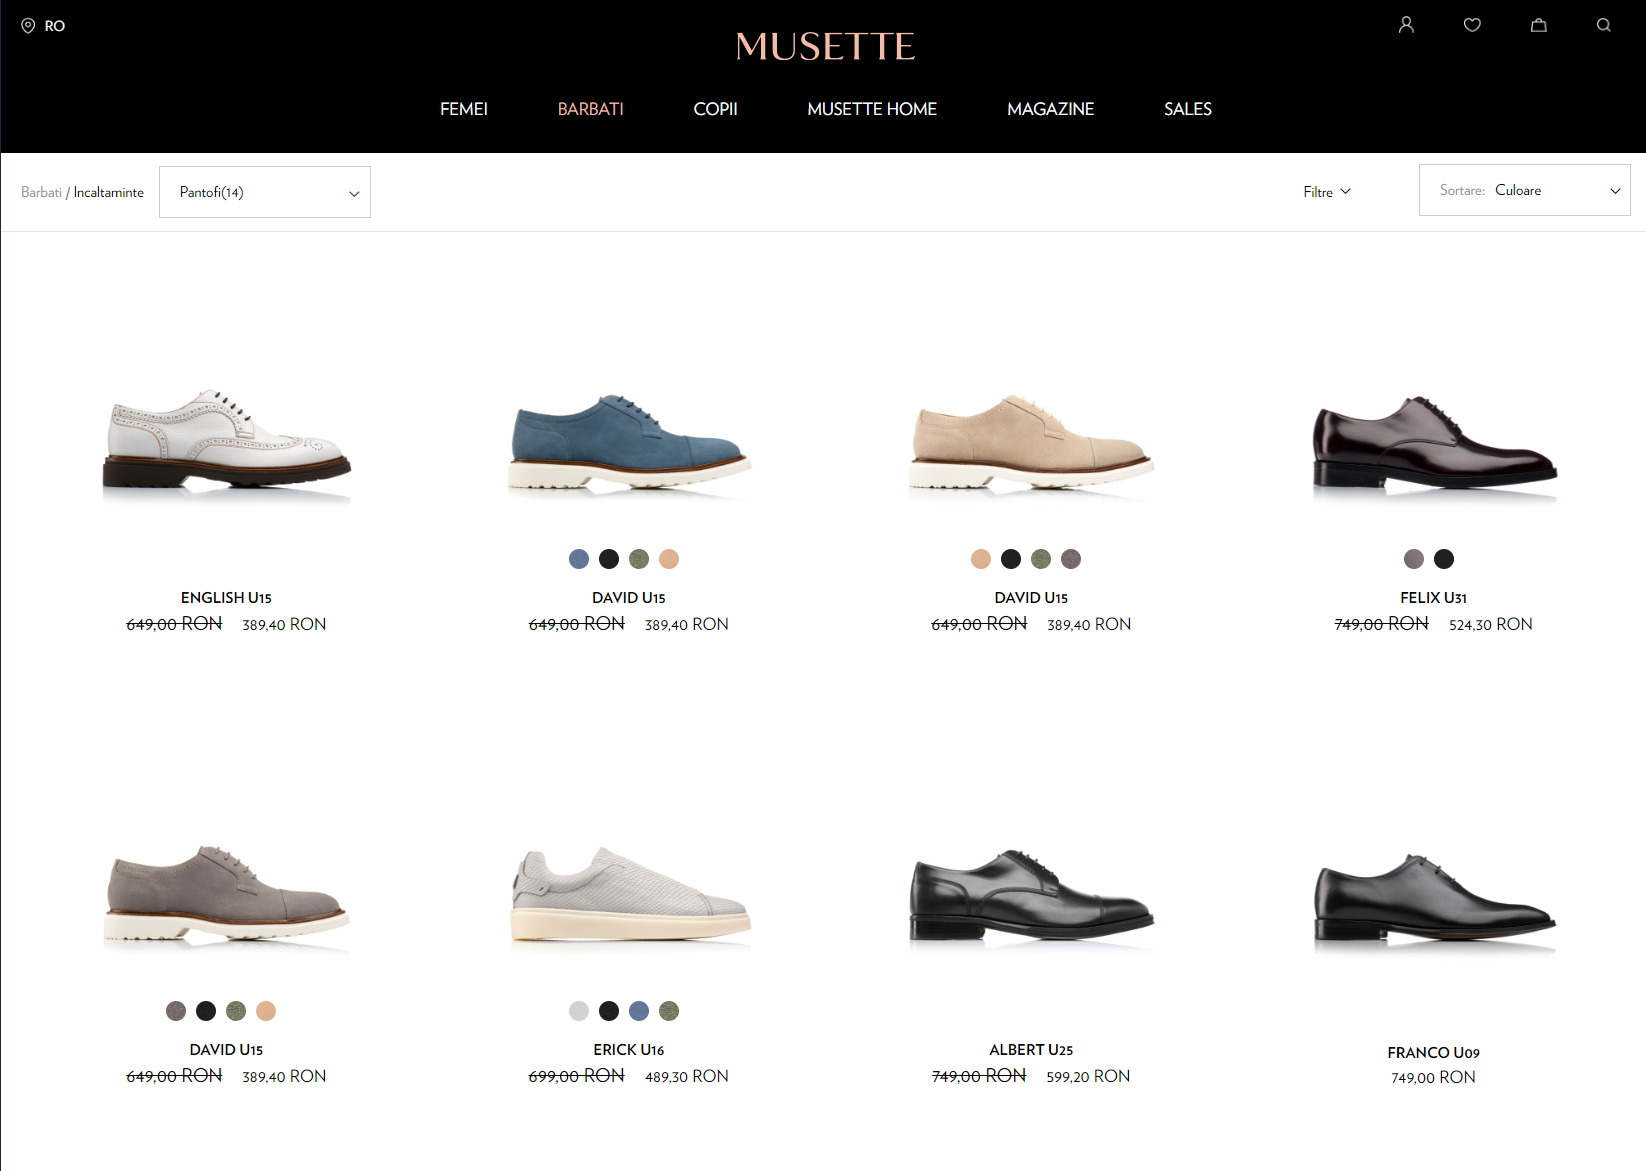 RO
MUSETTE
FEMEI BARBATI COPII MUSETTE HOME MAGAZINE SALES
Barbati / Incaltaminte Pantofi(14) Filtre Sortare: Culoare
ENGLISH U15
649,00 RON 389,40 RON
DAVID U15
649,00 RON 389,40 RON
DAVID U15
649,00 RON 389,40 RON
FELIX U31
749,00 RON 524,30 RON
DAVID U15
649,00 RON 389,40 RON
ERICK U16
699,00 RON 489,30 RON
ALBERT U25
749,00 RON 599,20 RON
FRANCO U09
749,00 RON